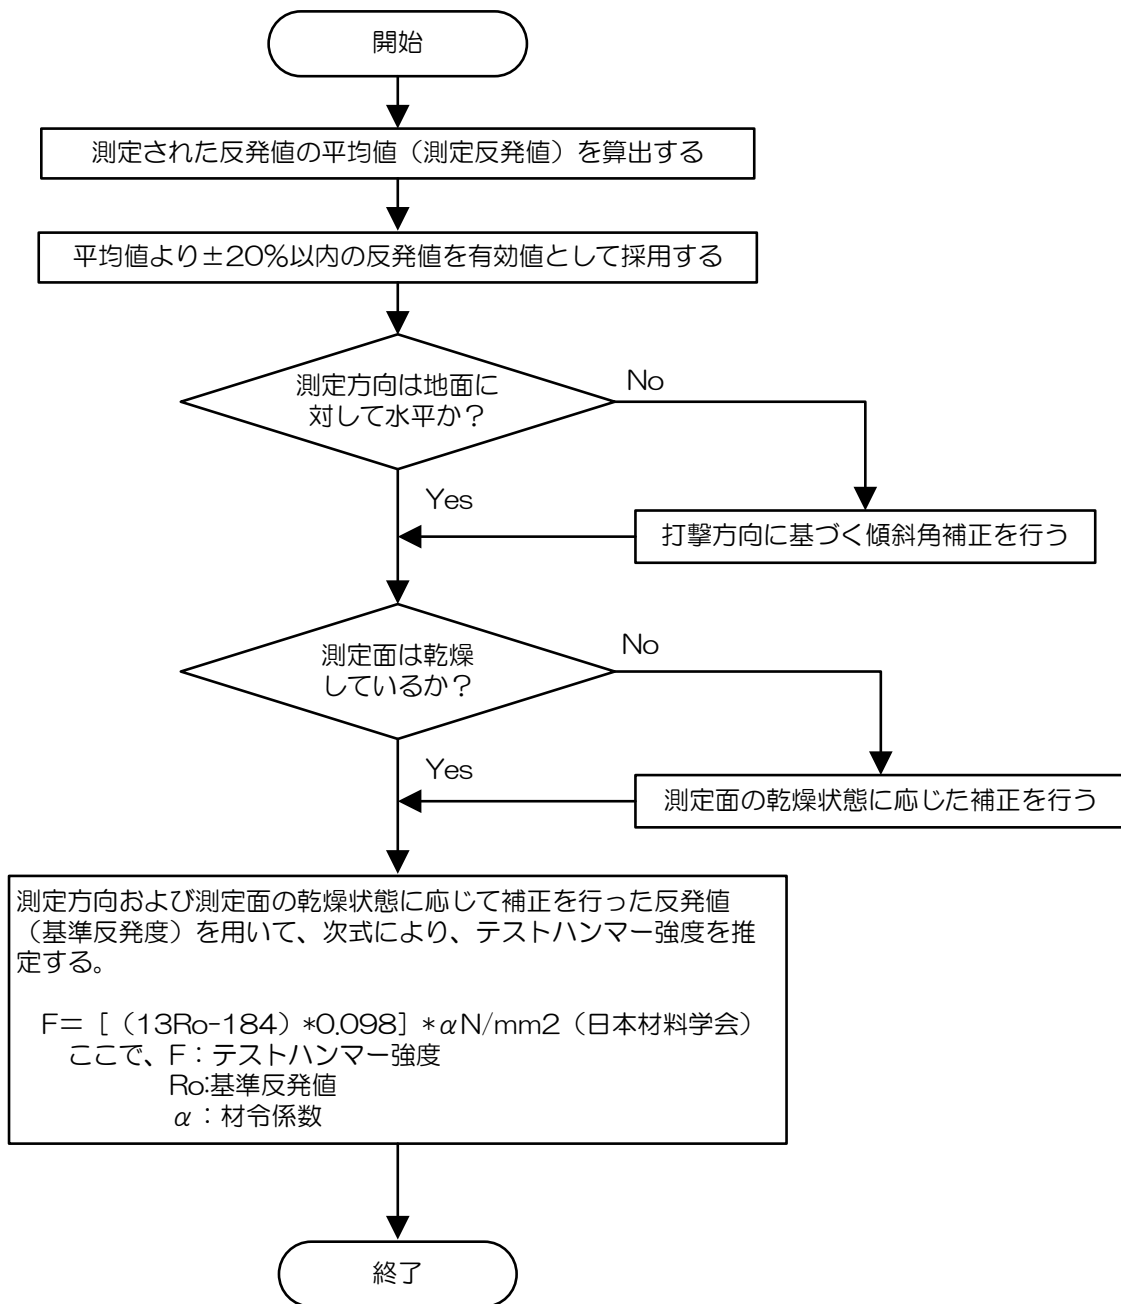 開始
測定された反発値の平均値（測定反発値）を算出する
平均値より±20%以内の反発値を有効値として採用する
測定方向は地面に
対して水平か？
No
Yes
打撃方向に基づく傾斜角補正を行う
測定面は乾燥
しているか？
No
Yes
測定面の乾燥状態に応じた補正を行う
測定方向および測定面の乾燥状態に応じて補正を行った反発値
（基準反発度）を用いて、次式により、テストハンマー強度を推
定する。
F＝［（13Ro-184）*0.098］*αN/mm2（日本材料学会）
ここで、F：テストハンマー強度
Ro:基準反発値
α：材令係数
終了